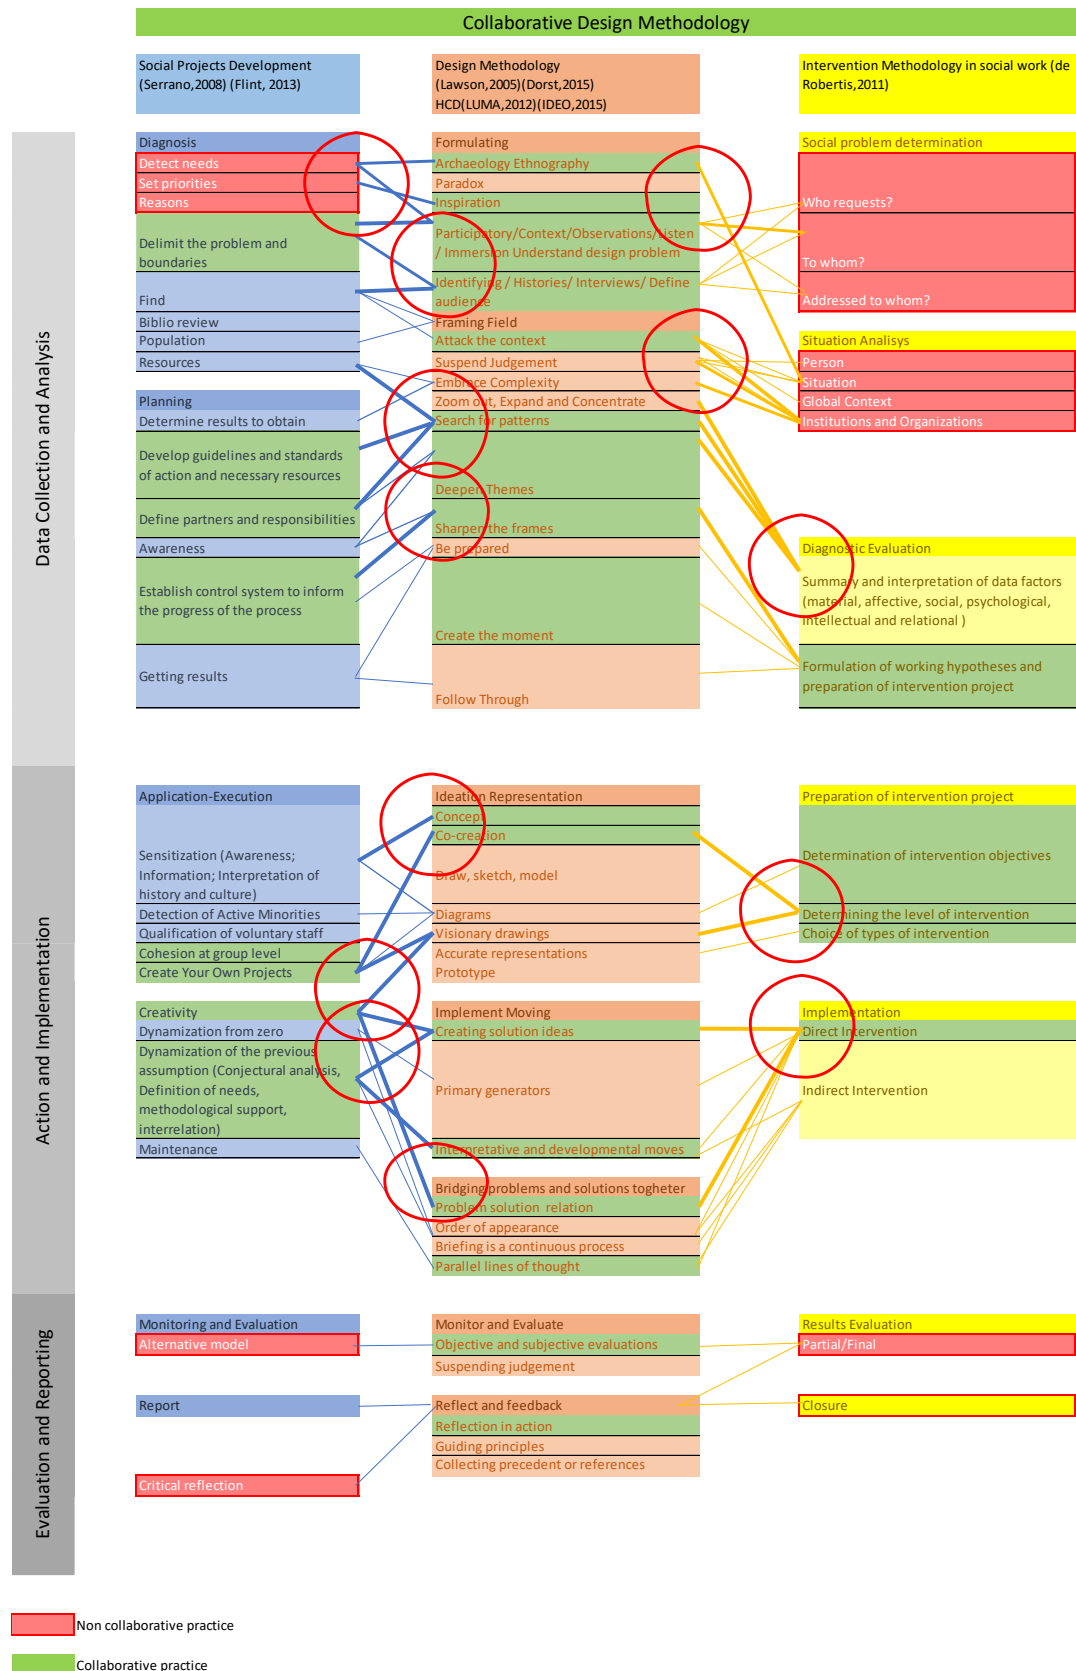 Collaborative Design Methodology
Social Projects Development
(Serrano,2008) (Flint, 2013)
Design Methodology
(Lawson,2005)(Dorst,2015)
HCD(LUMA,2012)(IDEO,2015)
Intervention Methodology in social work (de
Robertis,2011)
Data Collection and Analysis
Diagnosis
Detect needs
Set priorities
Reasons
Delimit the problem and
boundaries
Find
Biblio review
Population
Resources
Planning
Determine results to obtain
Develop guidelines and standards
of action and necessary resources
Define partners and responsibilities
Awareness
Establish control system to inform
the progress of the process
Getting results
Formulating
Archaeology Ethnography
Paradox
Inspiration
Participatory/Context/Observations/Listen
/ Immersion Understand design problem
Identifying / Histories/ Interviews/ Define
audience
Framing Field
Attack the context
Suspend Judgement
Embrace Complexity
Zoom out, Expand and Concentrate
Search for patterns
Deepen Themes
Sharpen the frames
Be prepared
Create the moment
Follow Through
Social problem determination
Who requests?
To whom?
Addressed to whom?
Situation Analisys
Person
Situation
Global Context
Institutions and Organizations
Diagnostic Evaluation
Summary and interpretation of data factors
(material, affective, social, psychological,
intellectual and relational )
Formulation of working hypotheses and
preparation of intervention project
Action and Implementation
Application-Execution
Sensitization (Awareness;
Information; Interpretation of
history and culture)
Detection of Active Minorities
Qualification of voluntary staff
Cohesion at group level
Create Your Own Projects
Creativity
Dynamization from zero
Dynamization of the previous
assumption (Conjectural analysis,
Definition of needs,
methodological support,
interrelation)
Maintenance
Ideation Representation
Concept
Co-creation
Draw, sketch, model
Diagrams
Visionary drawings
Accurate representations
Prototype
Implement Moving
Creating solution ideas
Primary generators
Interpretative and developmental moves
Bridging problems and solutions togheter
Problem solution relation
Order of appearance
Briefing is a continuous process
Parallel lines of thought
Preparation of intervention project
Determination of intervention objectives
Determining the level of intervention
Choice of types of intervention
Implementation
Direct Intervention
Indirect Intervention
Evaluation and Reporting
Monitoring and Evaluation
Alternative model
Report
Critical reflection
Monitor and Evaluate
Objective and subjective evaluations
Suspending judgement
Reflect and feedback
Reflection in action
Guiding principles
Collecting precedent or references
Results Evaluation
Partial/Final
Closure
Non collaborative practice
Collaborative practice